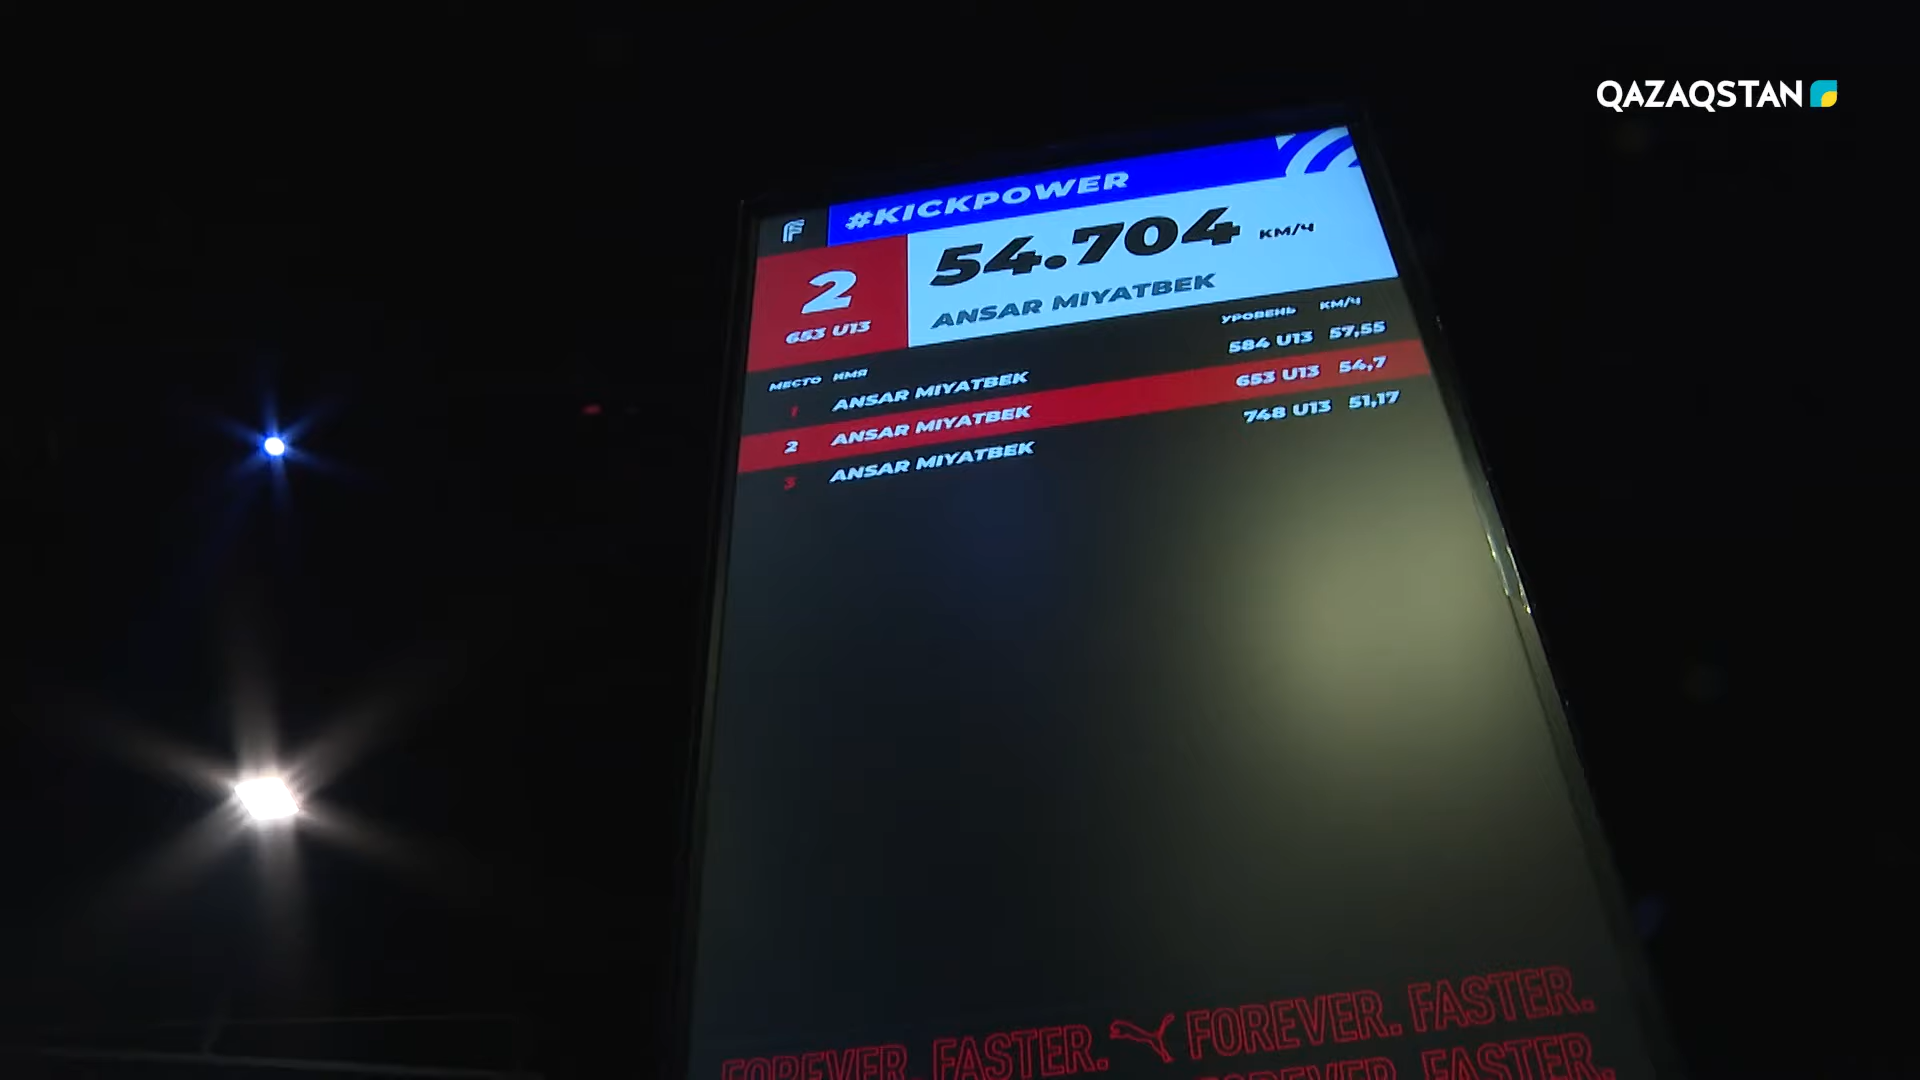 QAZAQSTAN
#KICKPOWER
F
54.704 КМ/Ч
2
ANSAR MIYATBEK
653 U13
УРОВЕНЬ КМ/Ч
МЕСТО ИМЯ
1 ANSAR MIYATBEK 584 U13 57,55
2 ANSAR MIYATBEK 653 U13 54,7
3 ANSAR MIYATBEK 748 U13 51,17
FOREVER. FASTER. FOREVER. FASTER.
FOREVER. FASTER.